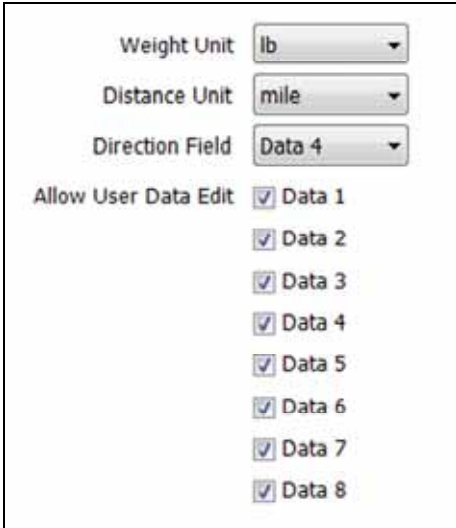 Weight Unit lb
Distance Unit mile
Direction Field Data 4
Allow User Data Edit Data 1
Data 2
Data 3
Data 4
Data 5
Data 6
Data 7
Data 8